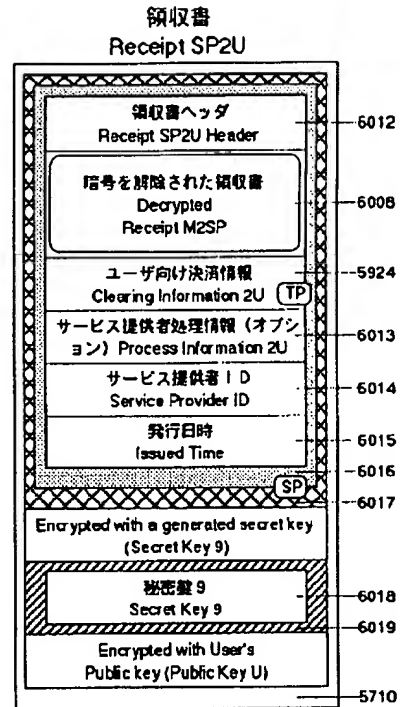 領収書
Receipt SP2U
領収書ヘッダ
Receipt SP2U Header
6012
暗号を解除された領収書
Decrypted
Receipt M2SP
6008
ユーザ向け決済情報
Clearing Information 2U
TP
5924
サービス提供者処理情報（オプシ
ョン）Process Information 2U
6013
サービス提供者ID
Service Provider ID
6014
発行日時
Issued Time
6015
6016
SP
6017
Encrypted with a generated secret key
(Secret Key 9)
秘密鍵 9
Secret Key 9
6018
6019
Encrypted with User's
Public key (Public Key U)
5710